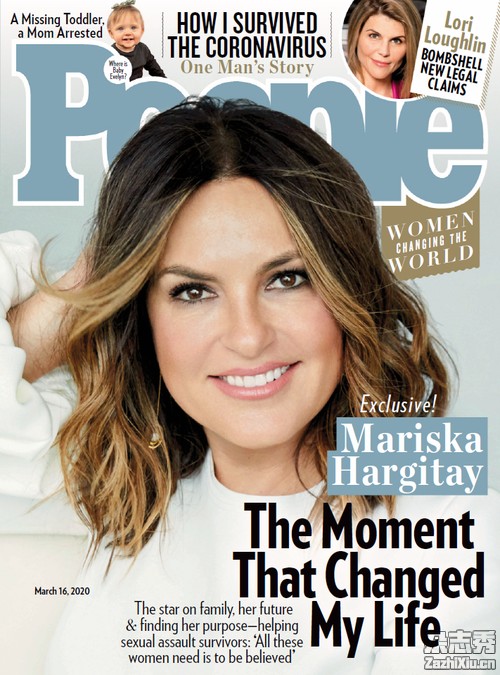 A Missing Toddler,
a Mom Arrested
Where is
Baby
Evelyn?
HOW I SURVIVED
THE CORONAVIRUS
One Man's Story
Lori
Loughlin
BOMBSHELL
NEW LEGAL
CLAIMS
People
WOMEN
CHANGING THE
WORLD
Exclusive!
Mariska
Hargitay
The Moment
That Changed
My Life
March 16, 2020
The star on family, her future
& finding her purpose—helping
sexual assault survivors: ‘All these
women need is to be believed’
杂志秀
ZazhiXiu.cn